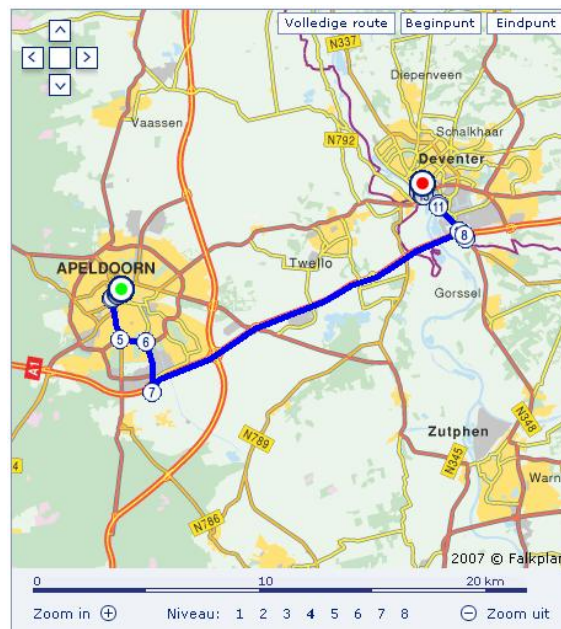 Volledige route Beginpunt Eindpunt
N337
Diepenveen
Vaassen
Schalkhaar
N792
Deventer
11
8
Twello
APELDOORN
Gorssel
5 6
A1
7
N348
Zutphen
N789
N345
Warn
4
N786
2007 © Falkplan
0 10 20 km
Zoom in Niveau: 1 2 3 4 5 6 7 8 Zoom uit